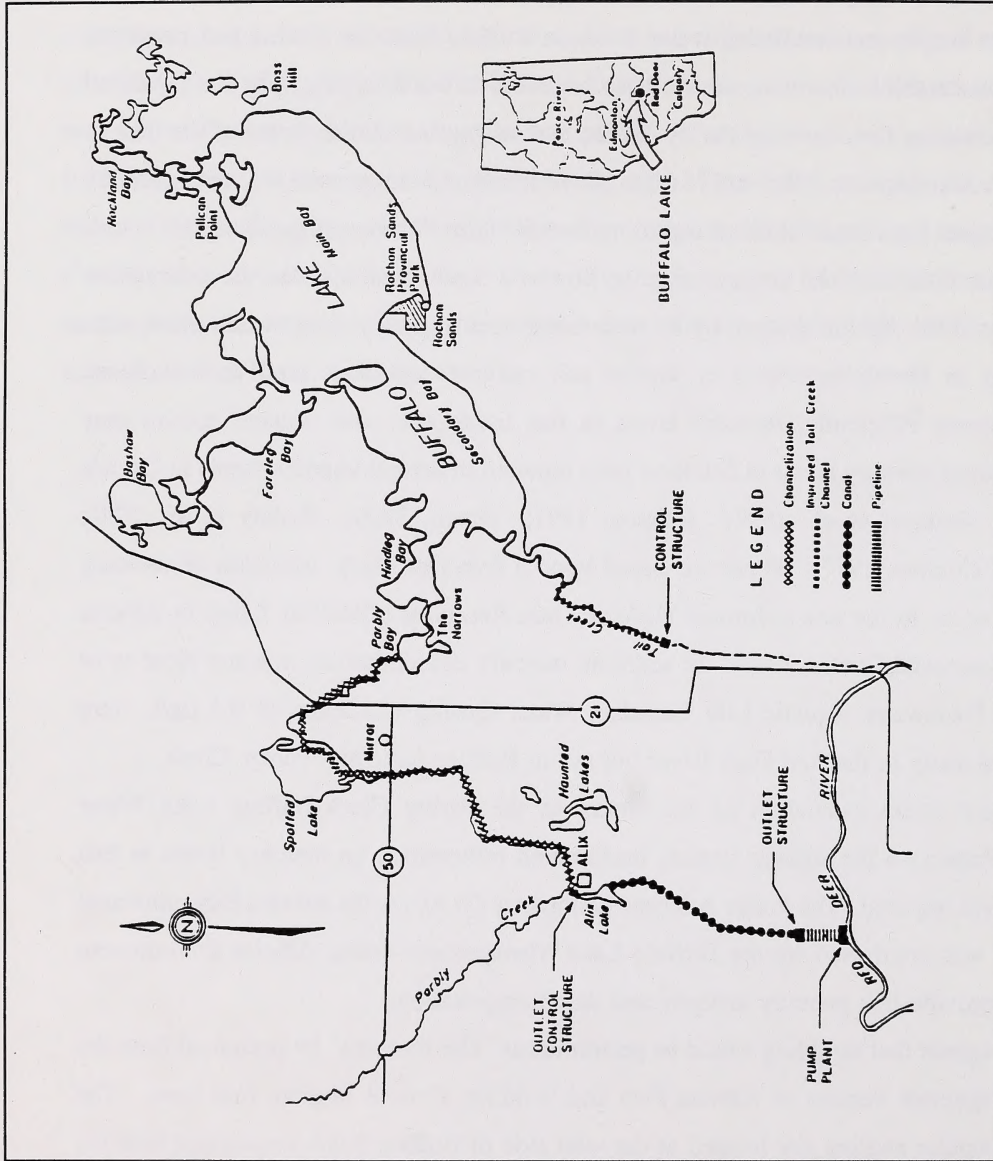 Boss
Hill
Rockland
Bay
Pelican
Point
LAKE
Main Bay
Rochon Sands
Provincial
Park
Rochon
Sands
Bashaw
Bay
Foreleg Bay
BUFFALO
Secondary Bay
Hindleg
Bay
Parlby
Bay
The
Narrows
Spotted
Lake
Mirror
21
50
N
Haunted
Lakes
ALIX
Alix
Lake
Parlby Creek
OUTLET
CONTROL
STRUCTURE
Tail Creek
CONTROL
STRUCTURE
OUTLET
STRUCTURE
PUMP
PLANT
RED DEER RIVER
Peace River
Edmonton
Red Deer
Calgary
BUFFALO LAKE
LEGEND
Channelization
Improved Tail Creek
Channel
Canal
Pipeline